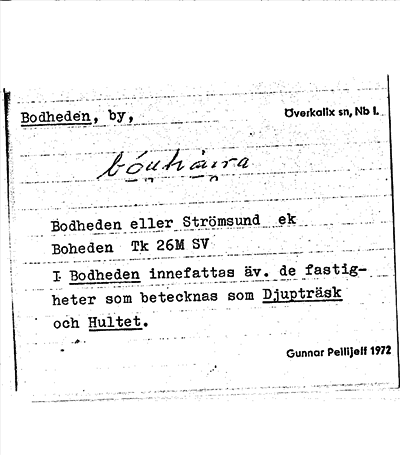 Bodheden, by, Överkalix sn, Nb l.
bóuhàıra
Bodheden eller Strömsund ek
Boheden Tk 26M SV
I Bodheden innefattas äv. de fastig-
heter som betecknas som Djupträsk
och Hultet.
Gunnar Pellijeff 1972